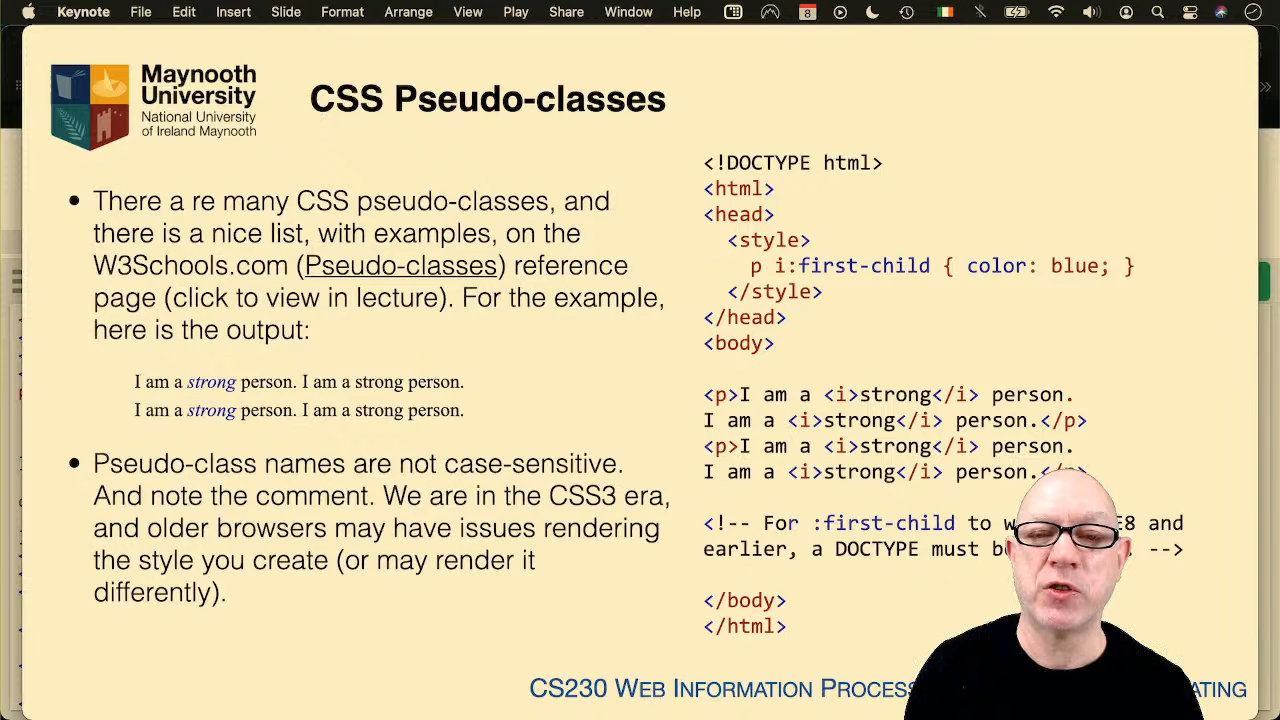 Keynote File Edit Insert Slide Format Arrange View Play Share Window Help 8
Maynooth
University
National University
of Ireland Maynooth
CSS Pseudo-classes
• There a re many CSS pseudo-classes, and
there is a nice list, with examples, on the
W3Schools.com (Pseudo-classes) reference
page (click to view in lecture). For the example,
here is the output:
I am a strong person. I am a strong person.
I am a strong person. I am a strong person.
• Pseudo-class names are not case-sensitive.
And note the comment. We are in the CSS3 era,
and older browsers may have issues rendering
the style you create (or may render it
differently).
<!DOCTYPE html>
<html>
<head>
<style>
p i:first-child { color: blue; }
</style>
</head>
<body>
<p>I am a <i>strong</i> person.
I am a <i>strong</i> person.</p>
<p>I am a <i>strong</i> person.
I am a <i>strong</i> person.</p>
<!-- For :first-child to E8 and
earlier, a DOCTYPE must -->
</body>
</html>
CS230 WEB INFORMATION